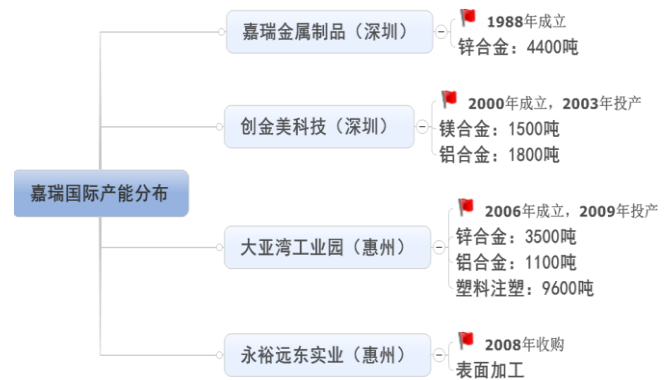 嘉瑞国际产能分布
嘉瑞金属制品（深圳）
1988年成立
锌合金：4400吨
创金美科技（深圳）
2000年成立，2003年投产
镁合金：1500吨
铝合金：1800吨
大亚湾工业园（惠州）
2006年成立，2009年投产
锌合金：3500吨
铝合金：1100吨
塑料注塑：9600吨
永裕远东实业（惠州）
2008年收购
表面加工